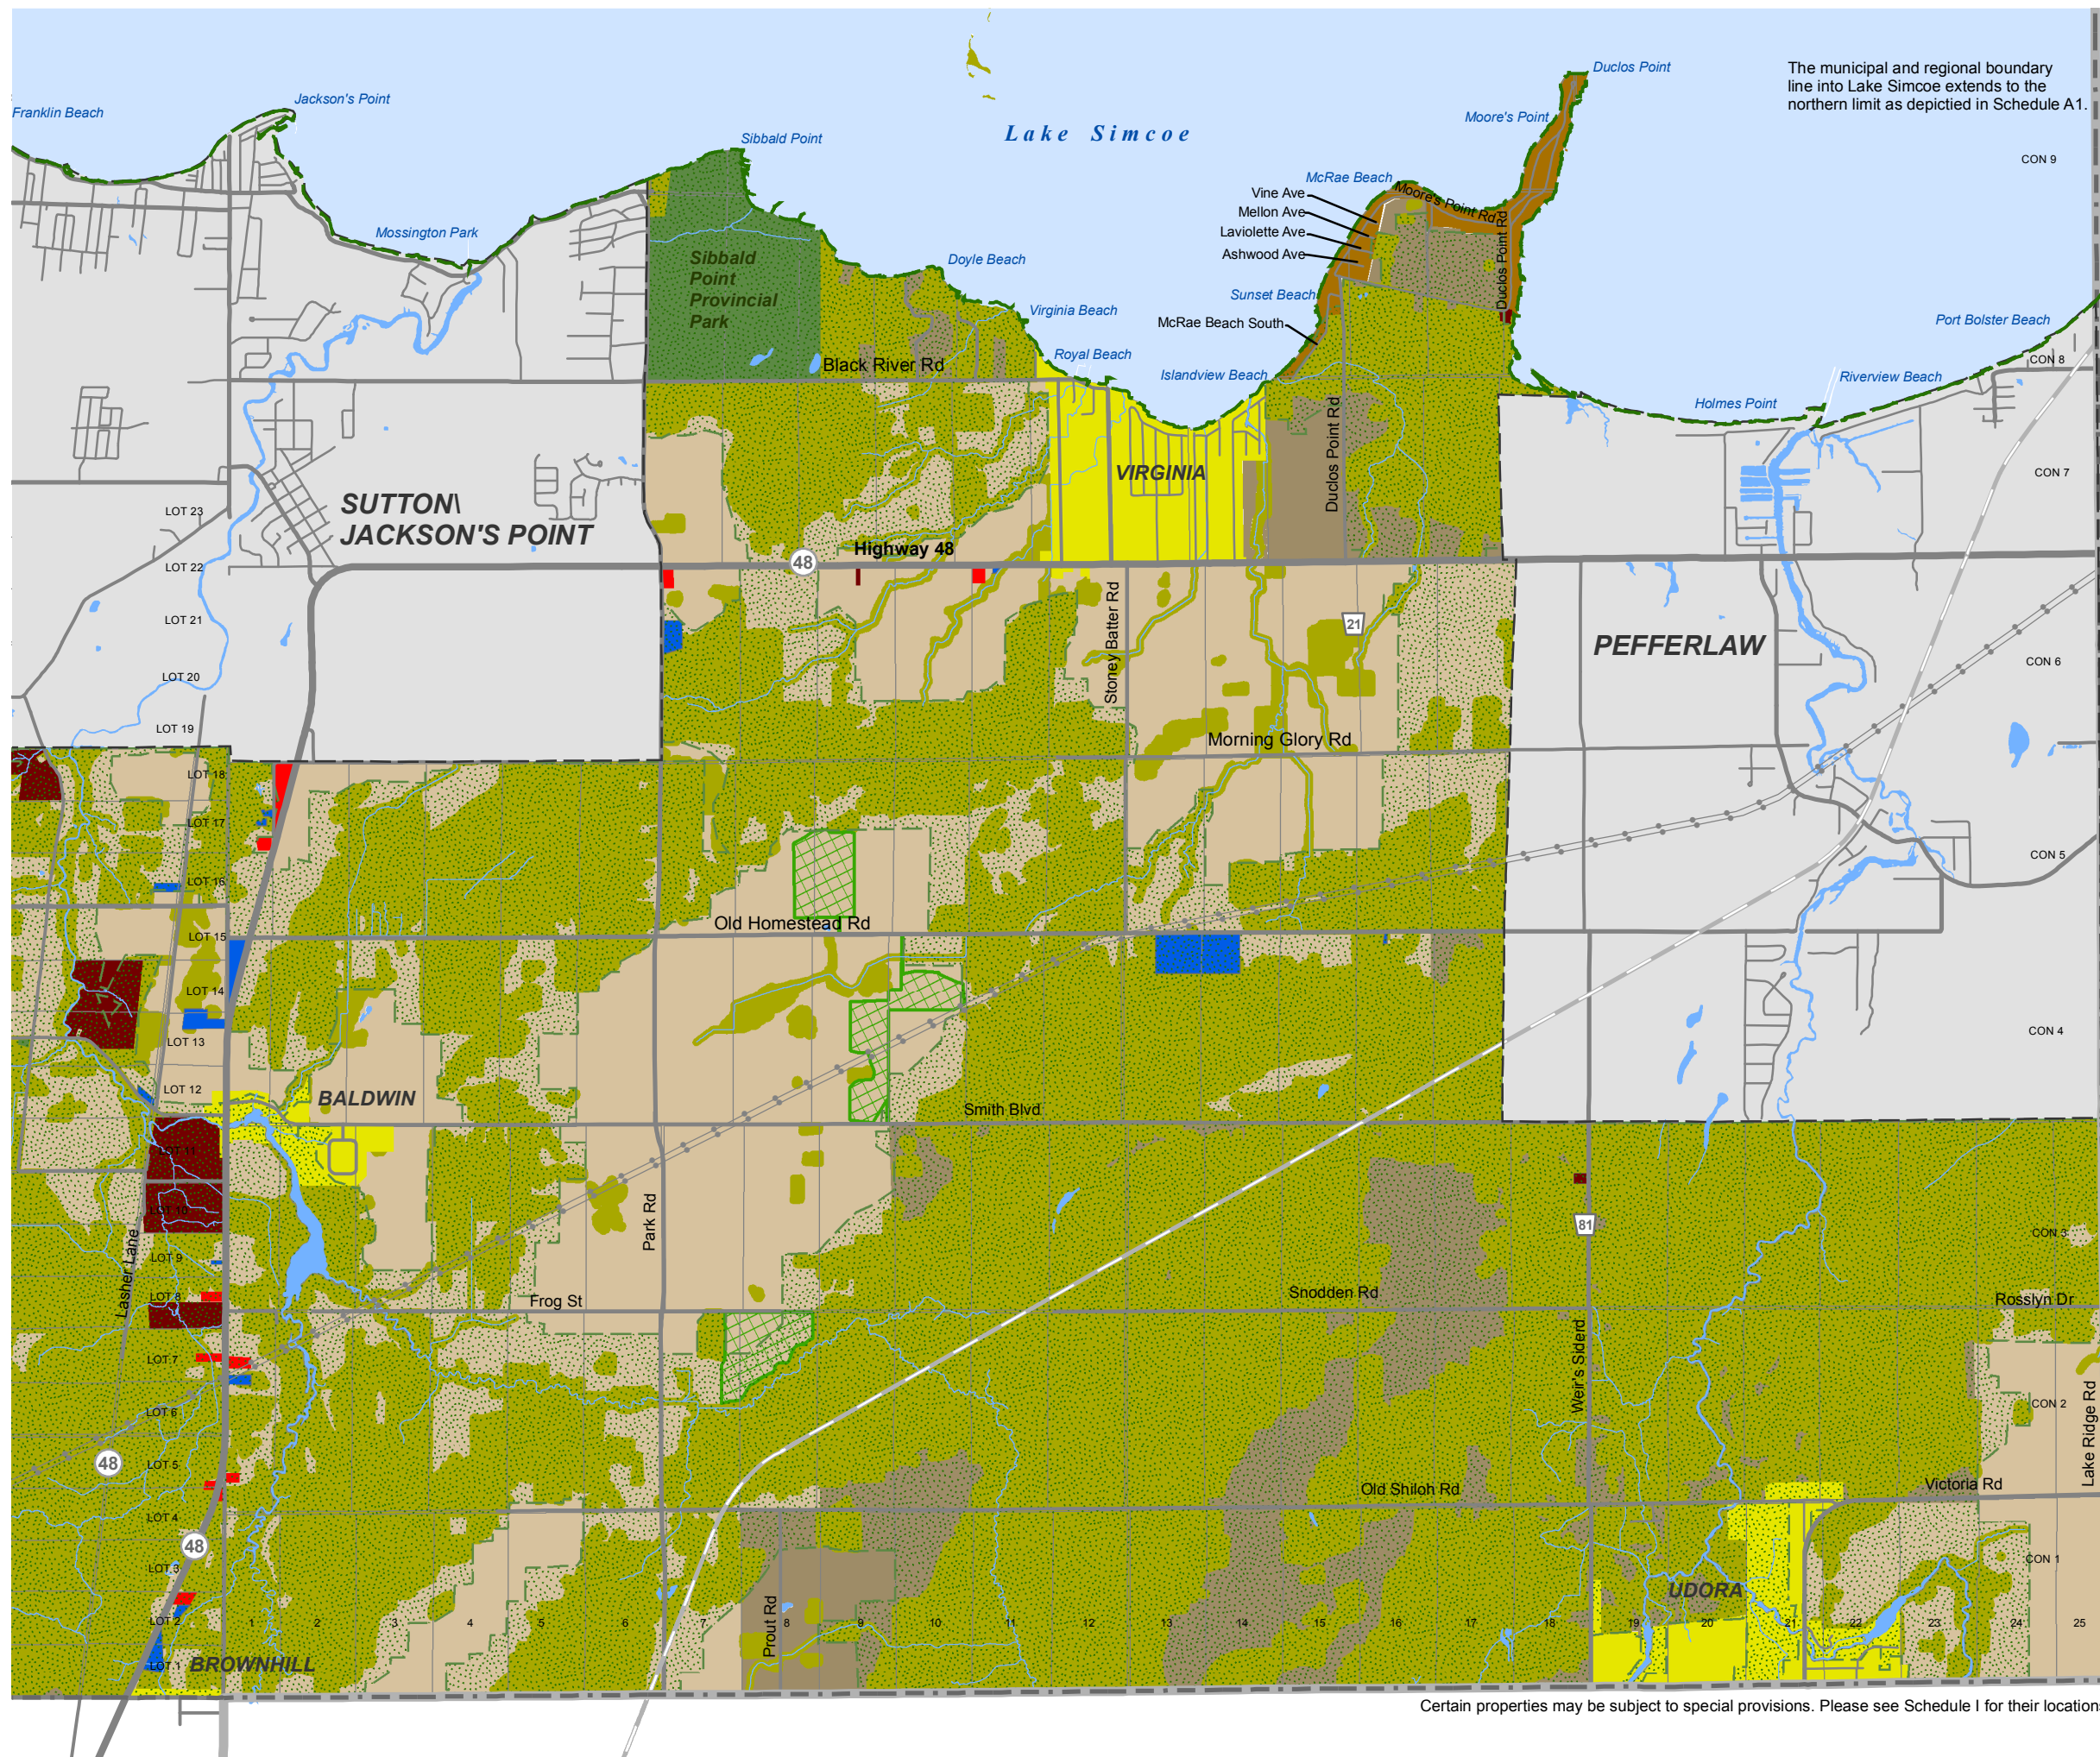 Duclos Point
The municipal and regional boundary
line into Lake Simcoe extends to the
northern limit as depictied in Schedule A1.
Franklin Beach
Jackson's Point
Moore's Point
Lake Simcoe
Sibbald Point
CON 9
McRae Beach
Moore's Point Rd
Vine Ave
Mellon Ave
Laviolette Ave
Ashwood Ave
Duclos Point Rd
Mossington Park
Sibbald
Point
Provincial
Park
Doyle Beach
Sunset Beach
Virginia Beach
McRae Beach South
Port Bolster Beach
Royal Beach
CON 8
Black River Rd
Islandview Beach
Riverview Beach
Holmes Point
Duclos Point Rd
VIRGINIA
CON 7
SUTTON\
JACKSON'S POINT
LOT 23
Highway 48
48
LOT 22
LOT 21
21
Stoney Batter Rd
PEFFERLAW
CON 6
LOT 20
LOT 19
Morning Glory Rd
LOT 18
LOT 17
CON 5
LOT 16
Old Homestead Rd
LOT 15
LOT 14
CON 4
LOT 13
LOT 12
BALDWIN
Smith Blvd
LOT 11
LOT 10
Park Rd
81
CON 3
Lasher Lane
LOT 9
LOT 8
Frog St
Snodden Rd
Rosslyn Dr
LOT 7
Weir's Siderd
LOT 6
CON 2
Lake Ridge Rd
48
LOT 5
Old Shiloh Rd
Victoria Rd
LOT 4
48
LOT 3
CON 1
UDORA
Prout Rd
LOT 2
1 2 3 4 5 6 7 8 9 10 11 12 13 14 15 16 17 18 19 20 21 22 23 24 25
LOT 1
BROWNHILL
Certain properties may be subject to special provisions. Please see Schedule I for their locations